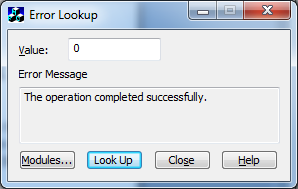 Error Lookup
Value: 0
Error Message
The operation completed successfully.
Modules... Look Up Close Help